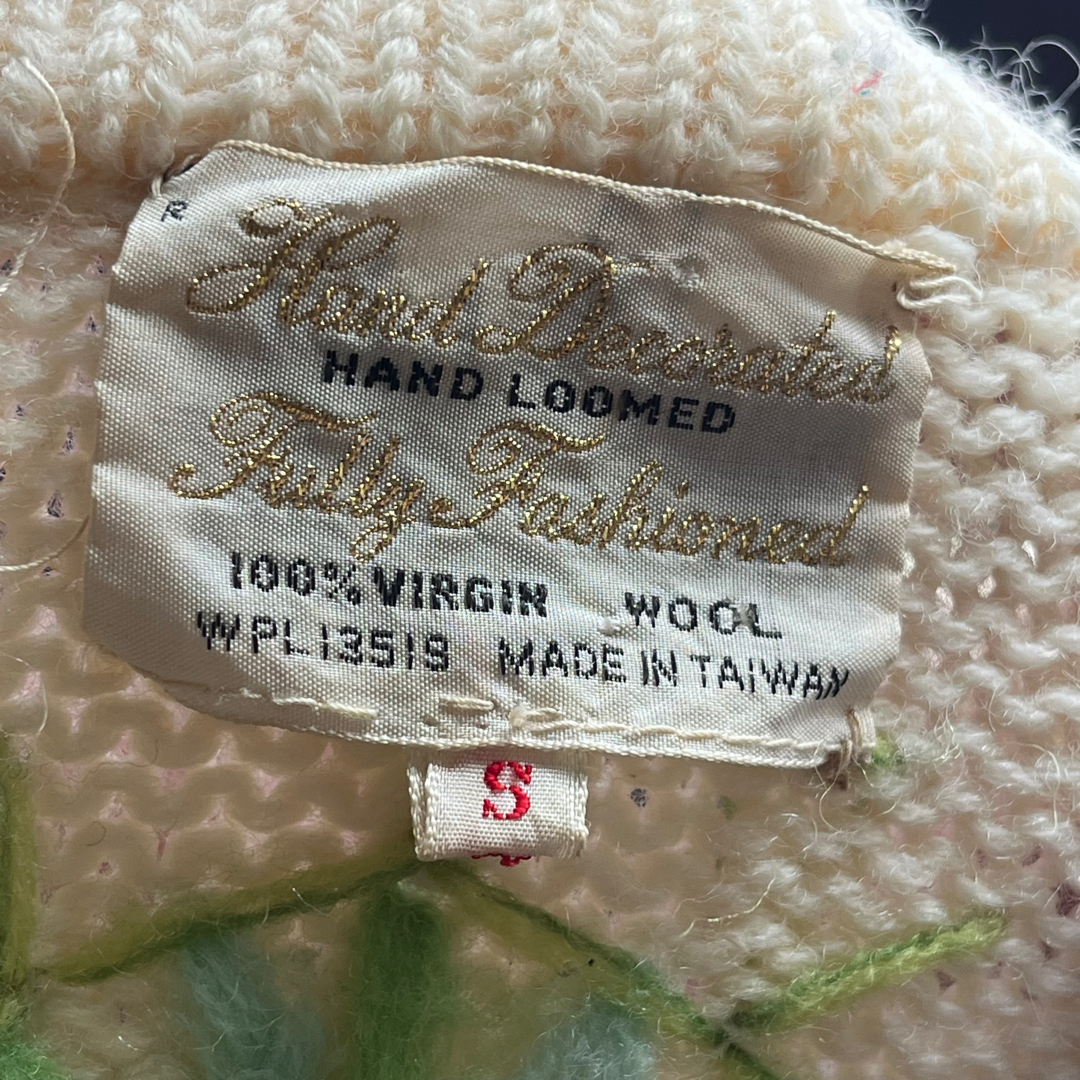 R
Hand Decorated
HAND LOOMED
Fully Fashioned
100% VIRGIN WOOL
WPL13519 MADE IN TAIWAN
S